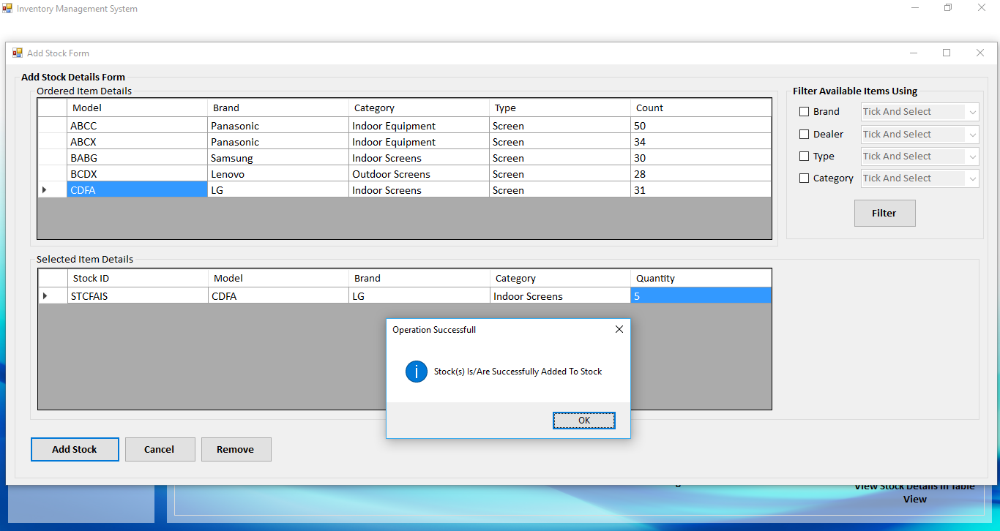 Inventory Management System
Add Stock Form
Add Stock Details Form
Ordered Item Details
Model Brand Category Type Count
ABCC Panasonic Indoor Equipment Screen 50
ABCX Panasonic Indoor Equipment Screen 34
BABG Samsung Indoor Screens Screen 30
BCDX Lenovo Outdoor Screens Screen 28
CDFA LG Indoor Screens Screen 31
Filter Available Items Using
Brand Tick And Select
Dealer Tick And Select
Type Tick And Select
Category Tick And Select
Filter
Selected Item Details
Stock ID Model Brand Category Quantity
STCFAIS CDFA LG Indoor Screens 5
Operation Successfull
Stock(s) Is/Are Successfully Added To Stock
OK
Add Stock Cancel Remove
View Stock Details In Table
View